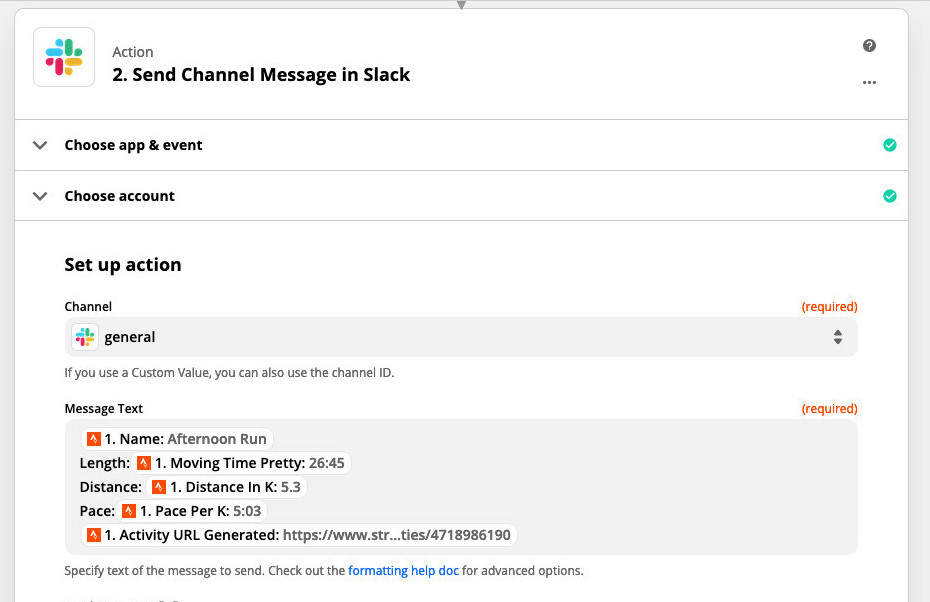 Action
2. Send Channel Message in Slack
Choose app & event
Choose account
Set up action
Channel (required)
general
If you use a Custom Value, you can also use the channel ID.
Message Text (required)
1. Name: Afternoon Run
Length: 1. Moving Time Pretty: 26:45
Distance: 1. Distance In K: 5.3
Pace: 1. Pace Per K: 5:03
1. Activity URL Generated: https://www.str...ties/4718986190
Specify text of the message to send. Check out the formatting help doc for advanced options.